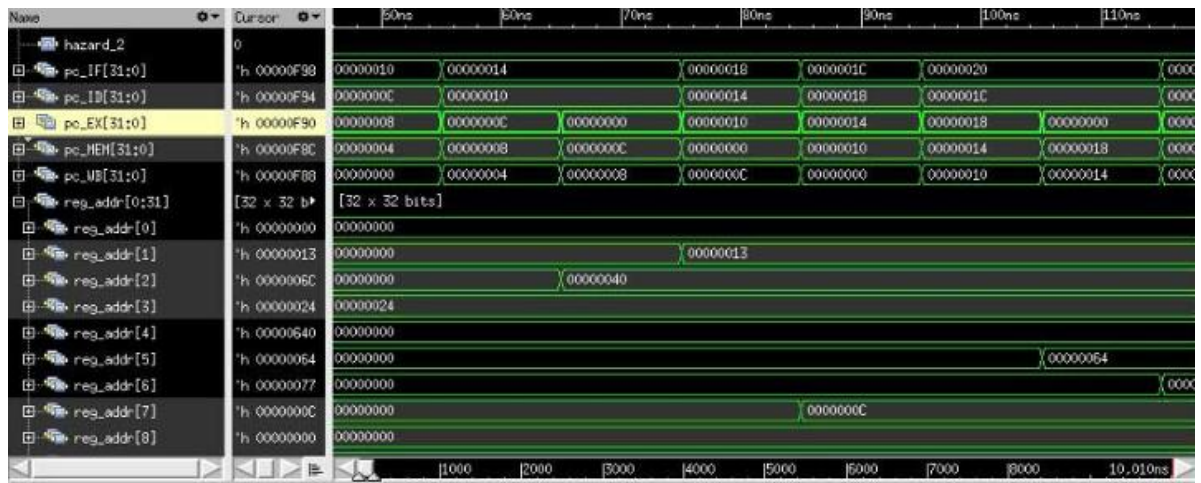 Name Cursor 50ns 60ns 70ns 80ns 90ns 100ns 110ns
hazard_2 0
pc_IF[31:0] 'h 00000F98 00000010 00000014 00000018 0000001C 00000020 0000
pc_ID[31:0] 'h 00000F94 0000000C 00000010 00000014 00000018 0000001C 0000
pc_EX[31:0] 'h 00000F90 00000008 0000000C 00000000 00000010 00000014 00000018 00000000 0000
pc_MEM[31:0] 'h 00000F8C 00000004 00000008 0000000C 00000000 00000010 00000014 00000018 0000
pc_WB[31:0] 'h 00000F88 00000000 00000004 00000008 0000000C 00000000 00000010 00000014 0000
reg_addr[0:31] [32 x 32 b [32 x 32 bits]
reg_addr[0] 'h 00000000 00000000
reg_addr[1] 'h 00000013 00000000 00000013
reg_addr[2] 'h 0000006C 00000000 00000040
reg_addr[3] 'h 00000024 00000024
reg_addr[4] 'h 00000640 00000000
reg_addr[5] 'h 00000064 00000000 00000064
reg_addr[6] 'h 00000077 00000000 0000
reg_addr[7] 'h 0000000C 00000000 0000000C
reg_addr[8] 'h 00000000 00000000
1000 2000 3000 4000 5000 6000 7000 8000 10,010ns